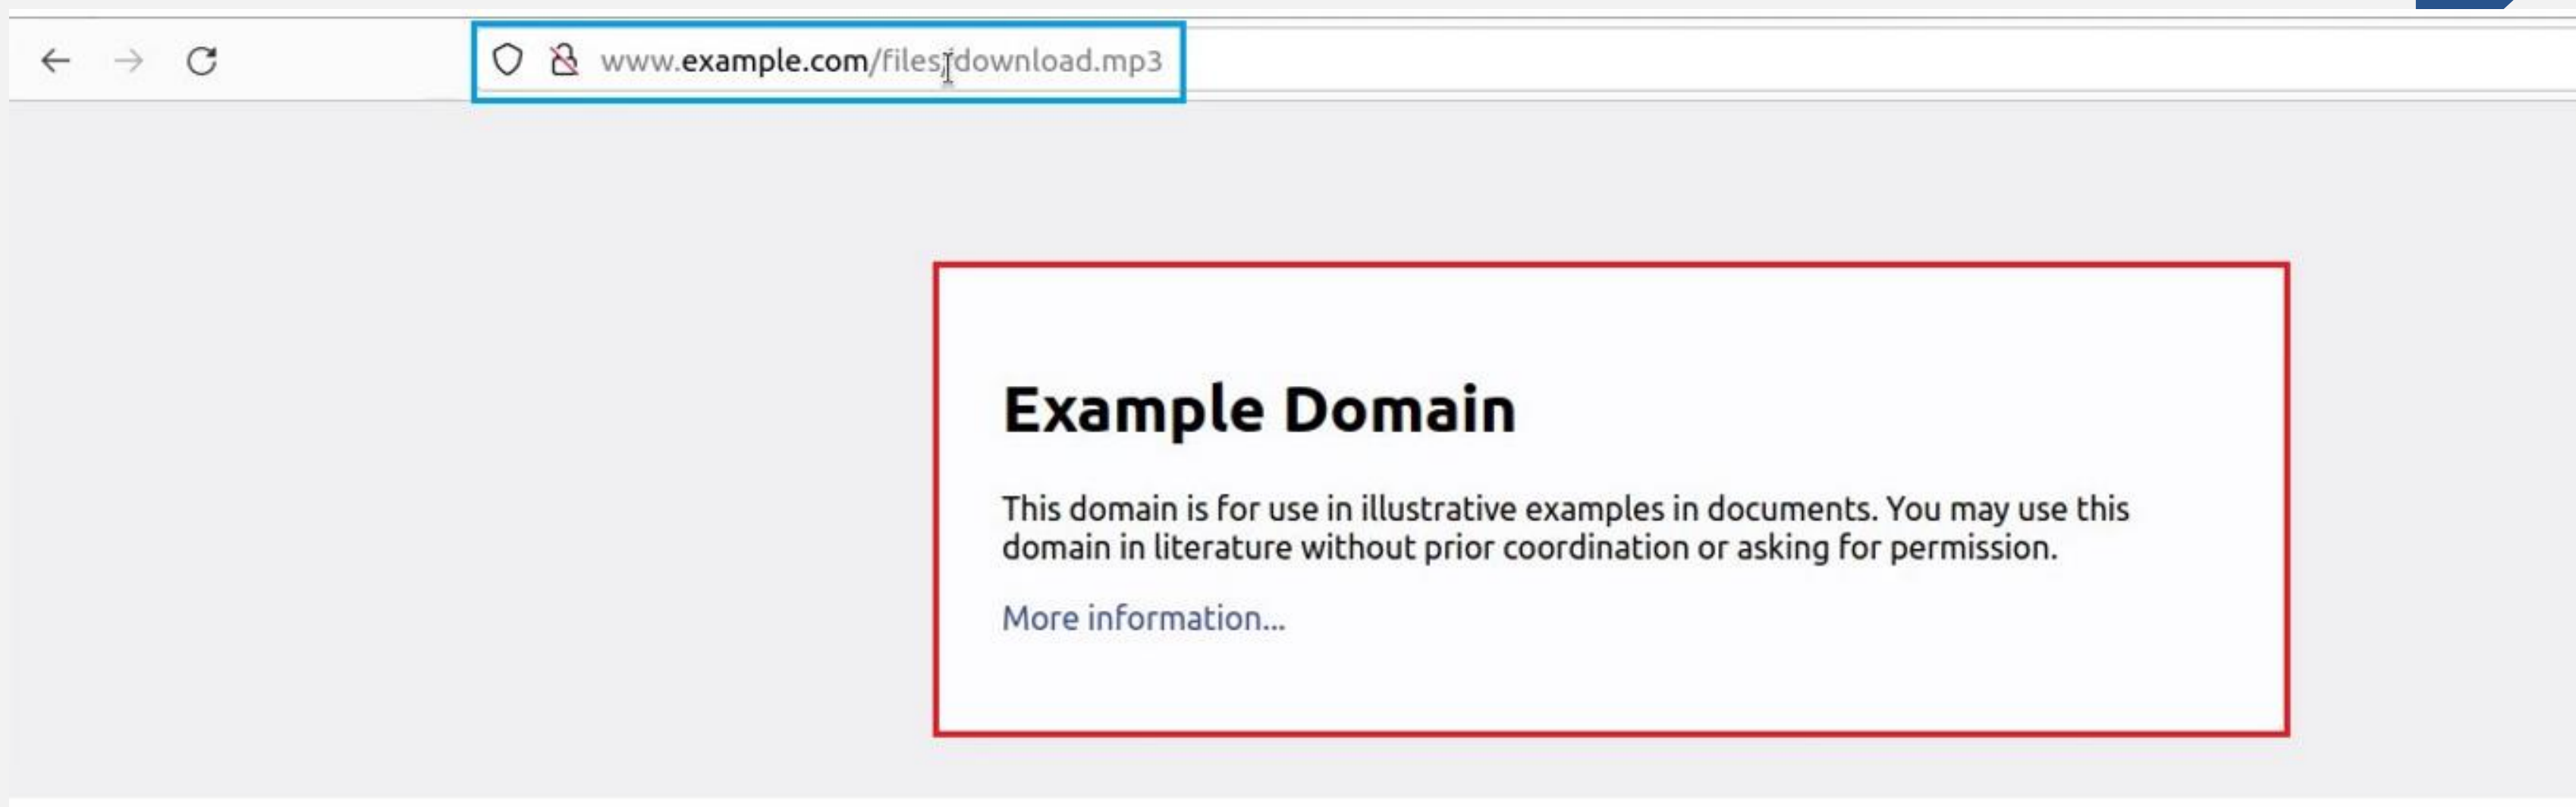 www.example.com/files/download.mp3
Example Domain
This domain is for use in illustrative examples in documents. You may use this
domain in literature without prior coordination or asking for permission.
More information...